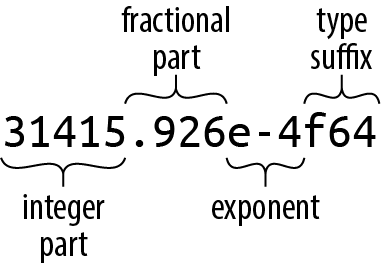 fractional part
type suffix
31415.926e-4f64
integer part
exponent